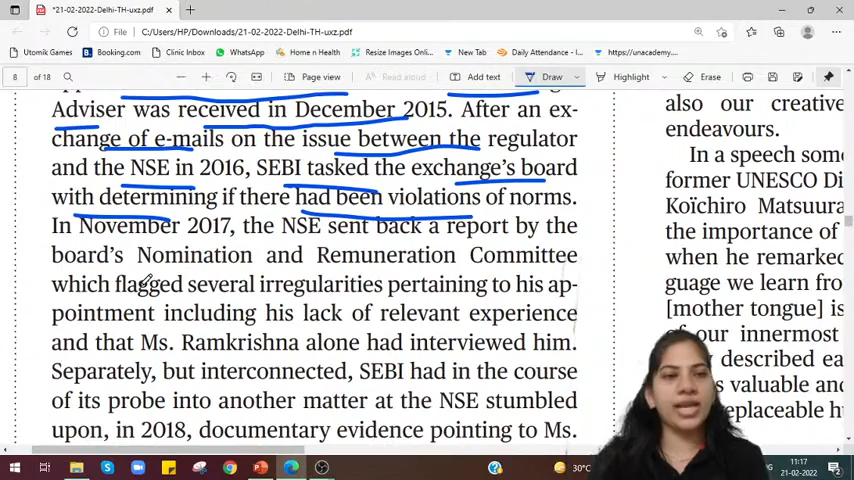 *21-02-2022-Delhi-TH-uxz.pdf
File
C:/Users/HP/Downloads/21-02-2022-Delhi-TH-uxz.pdf
Utomik Games
Booking.com
Clinic Inbox
WhatsApp
Home n Health
Resize Images Onlin...
New Tab
Daily Attendance - I...
https://unacademy....
8 of 18
Page view
Read aloud
Add text
Draw
Highlight
Erase
Adviser was received in December 2015. After an ex-
change of e-mails on the issue between the regulator
and the NSE in 2016, SEBI tasked the exchange's board
with determining if there had been violations of norms.
In November 2017, the NSE sent back a report by the
board's Nomination and Remuneration Committee
which flagged several irregularities pertaining to his ap-
pointment including his lack of relevant experience
and that Ms. Ramkrishna alone had interviewed him.
Separately, but interconnected, SEBI had in the course
of its probe into another matter at the NSE stumbled
upon, in 2018, documentary evidence pointing to Ms.
also our creative
endeavours.
In a speech som
former UNESCO Di
Koïchiro Matsuura
the importance of
when he remarked
guage we learn fro
[mother tongue] is
of our innermost
described ea
s valuable and
replaceable hu
30°C
11:17
21-02-2022